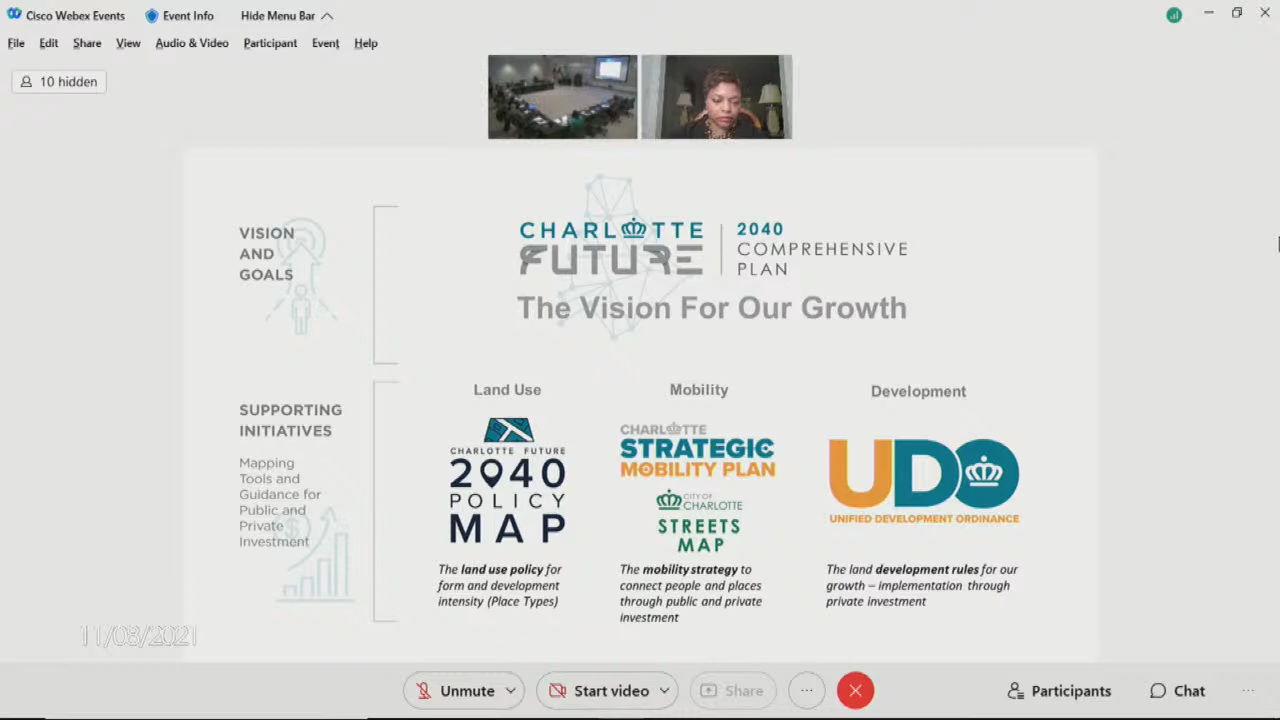 Cisco Webex Events
Event Info
Hide Menu Bar
File Edit Share View Audio & Video Participant Event Help
10 hidden
VISION
AND
GOALS
CHARLOTTE
FUTURE
2040
COMPREHENSIVE
PLAN
The Vision For Our Growth
SUPPORTING
INITIATIVES
Mapping
Tools and
Guidance for
Public and
Private
Investment
Land Use
CHARLOTTE FUTURE
2040
POLICY
MAP
The land use policy for
form and development
intensity (Place Types)
Mobility
CHARLOTTE
STRATEGIC
MOBILITY PLAN
CITY OF
CHARLOTTE
STREETS
MAP
The mobility strategy to
connect people and places
through public and private
investment
Development
UDO
UNIFIED DEVELOPMENT ORDINANCE
The land development rules for our
growth – implementation through
private investment
11/08/2021
Unmute
Start video
Share
Participants
Chat